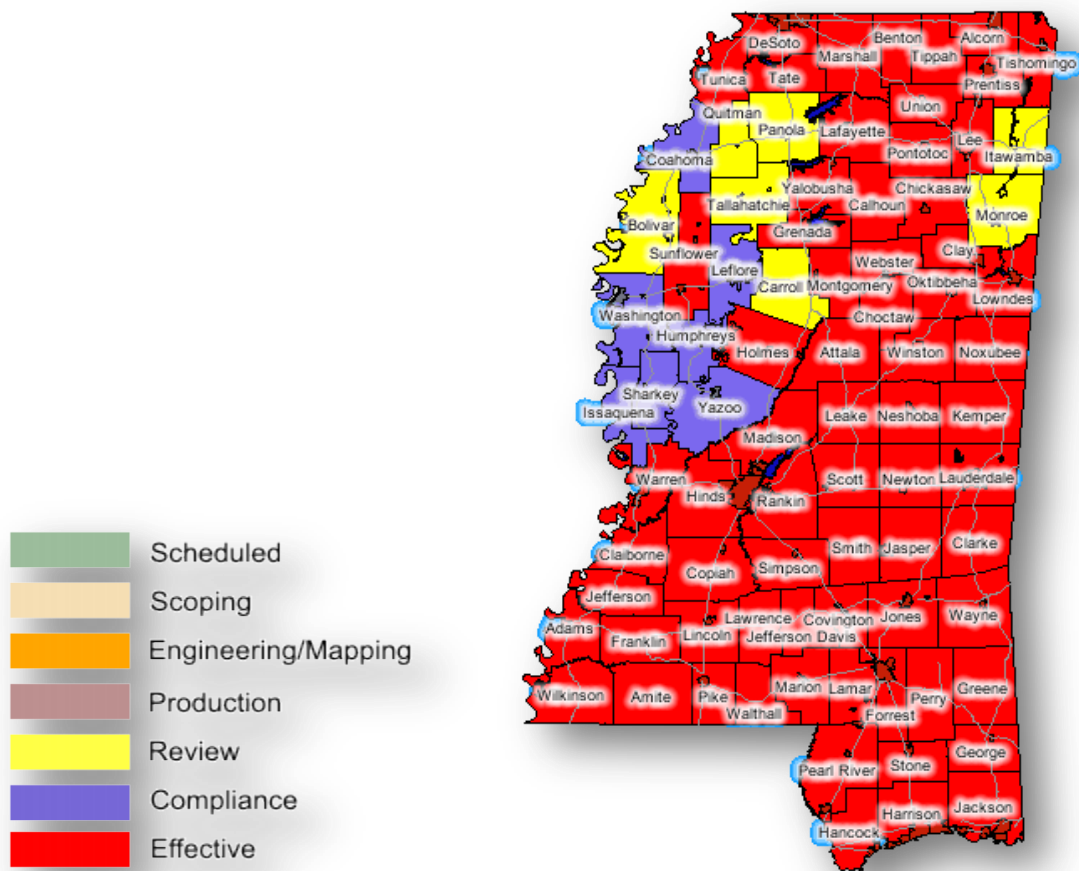 Benton
Alcorn
DeSoto
Marshall
Tippah
Tishomingo
Tunica
Tate
Prentiss
Quitman
Union
Panola
Lafayette
Lee
Coahoma
Pontotoc
Itawamba
Yalobusha
Chickasaw
Tallahatchie
Calhoun
Monroe
Bolivar
Grenada
Sunflower
Clay
Leflore
Webster
Carroll
Montgomery
Oktibbeha
Lowndes
Washington
Choctaw
Humphreys
Holmes
Attala
Winston
Noxubee
Sharkey
Issaquena
Yazoo
Leake
Neshoba
Kemper
Madison
Warren
Scott
Newton
Lauderdale
Hinds
Rankin
Claiborne
Smith
Jasper
Clarke
Copiah
Simpson
Jefferson
Lawrence
Covington
Jones
Wayne
Adams
Franklin
Lincoln
Jefferson Davis
Wilkinson
Amite
Pike
Marion
Lamar
Perry
Greene
Walthall
Forrest
George
Pearl River
Stone
Hancock
Harrison
Jackson
Scheduled
Scoping
Engineering/Mapping
Production
Review
Compliance
Effective